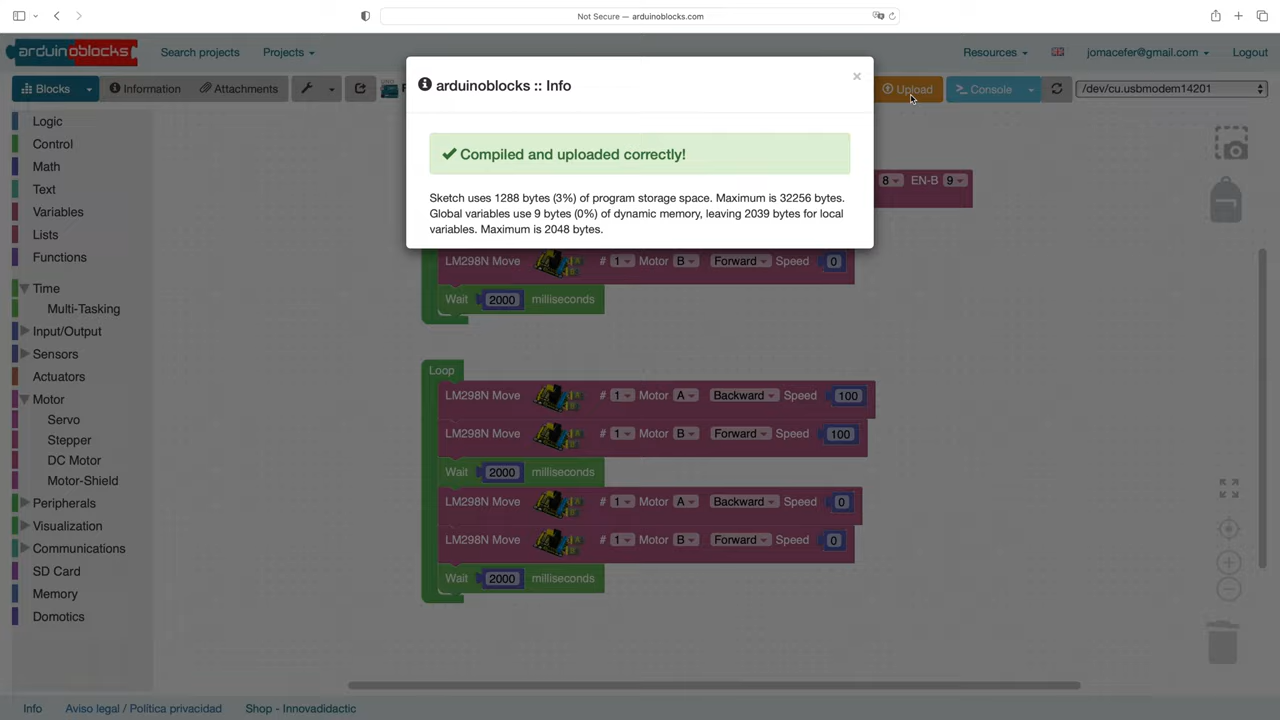 Not Secure — arduinoblocks.com
arduinoblocks
Search projects
Projects
Resources
jomacefer@gmail.com
Logout
Blocks
Information
Attachments
Upload
Console
/dev/cu.usbmodem14201
arduinoblocks :: Info
Compiled and uploaded correctly!
Sketch uses 1288 bytes (3%) of program storage space. Maximum is 32256 bytes.
Global variables use 9 bytes (0%) of dynamic memory, leaving 2039 bytes for local
variables. Maximum is 2048 bytes.
Logic
Control
Math
Text
Variables
Lists
Functions
Time
Multi-Tasking
Input/Output
Sensors
Actuators
Motor
Servo
Stepper
DC Motor
Motor-Shield
Peripherals
Visualization
Communications
SD Card
Memory
Domotics
8 EN-B 9
LM298N Move # 1 Motor B Forward Speed 0
Wait 2000 milliseconds
Loop
LM298N Move # 1 Motor A Backward Speed 100
LM298N Move # 1 Motor B Forward Speed 100
Wait 2000 milliseconds
LM298N Move # 1 Motor A Backward Speed 0
LM298N Move # 1 Motor B Forward Speed 0
Wait 2000 milliseconds
Info
Aviso legal / Política privacidad
Shop - Innovadidactic